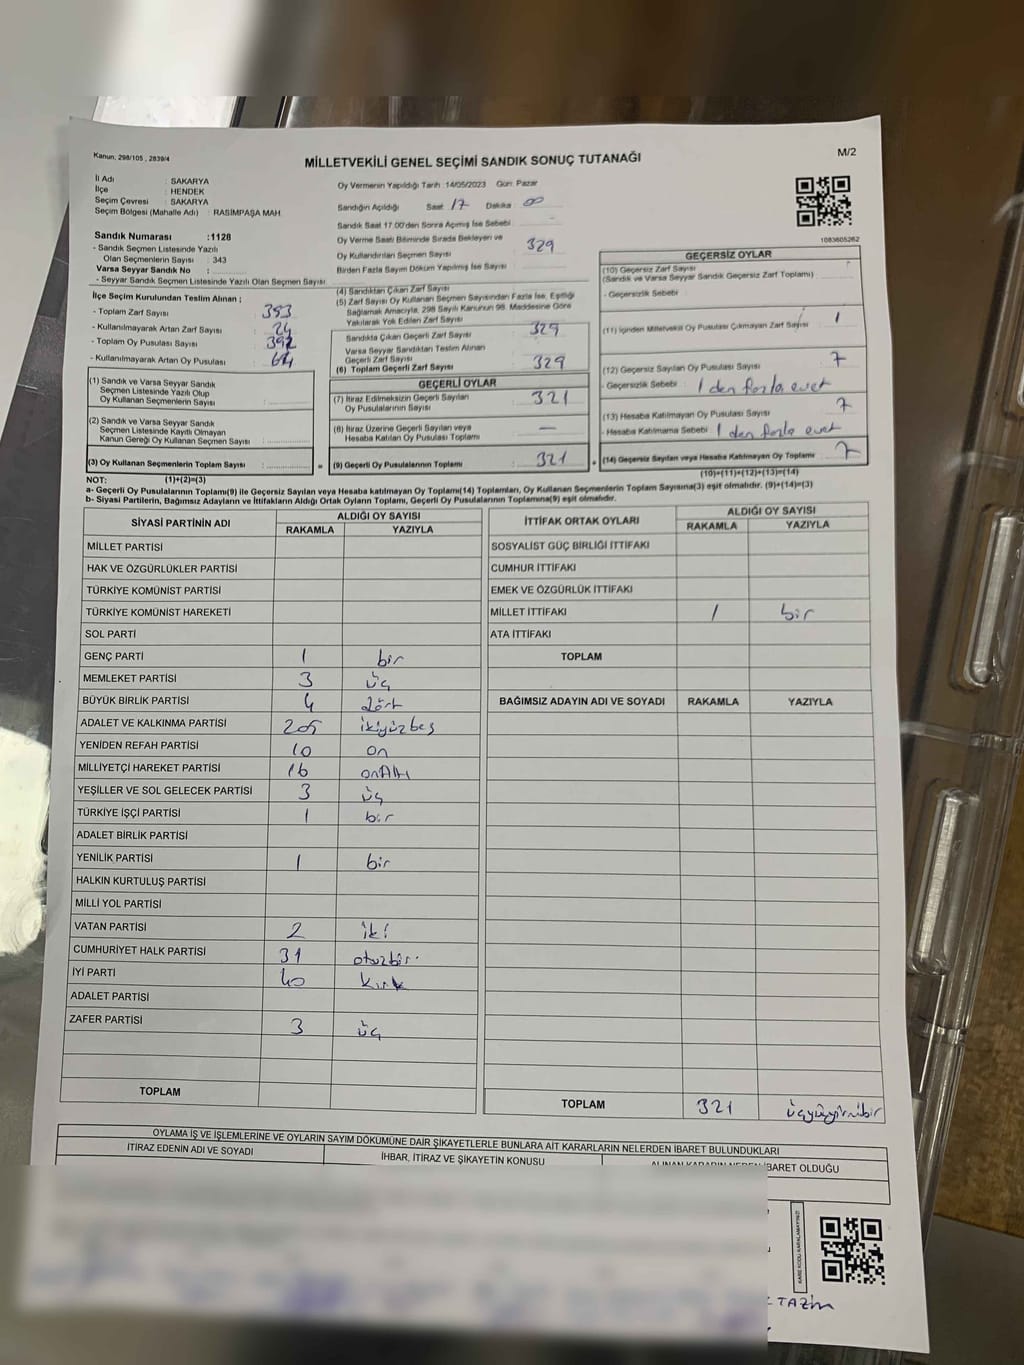 Kanun, 298/105 , 2839/4
MİLLETVEKİLİ GENEL SEÇİMİ SANDIK SONUÇ TUTANAĞI
M/2
İl Adı : SAKARYA
İlçe : HENDEK
Seçim Çevresi : SAKARYA
Seçim Bölgesi (Mahalle Adı) : RASİMPAŞA MAH
Oy Vermenin Yapıldığı Tarih :14/05/2023 Gün: Pazar
Sandığın Açıldığı Saat 17 Dakika 00
Sandık Saat 17.00'den Sonra Açılmış İse Sebebi
Sandık Numarası :1128
- Sandık Seçmen Listesinde Yazılı
Olan Seçmenlerin Sayısı : 343
Varsa Seyyar Sandık No :
- Seyyar Sandık Seçmen Listesinde Yazılı Olan Seçmen Sayısı
Oy Verme Saati Bitiminde Sırada Bekleyen ve
Oy Kullandırılan Seçmen Sayısı 329
Birden Fazla Sayım Döküm Yapılmış İse Sayısı
1083605262
İlçe Seçim Kurulundan Teslim Alınan ;
- Toplam Zarf Sayısı : 353
- Kullanılmayarak Artan Zarf Sayısı : 24
- Toplam Oy Pusulası Sayısı : 392
- Kullanılmayarak Artan Oy Pusulası : 64
(4) Sandıktan Çıkan Zarf Sayısı
(5) Zarf Sayısı Oy Kullanan Seçmen Sayısından Fazla İse, Eşitliği
Sağlamak Amacıyla, 298 Sayılı Kanunun 98. Maddesine Göre
Yakılarak Yok Edilen Zarf Sayısı
Sandıkta Çıkan Geçerli Zarf Sayısı 329
Varsa Seyyar Sandıktan Teslim Alınan
Geçerli Zarf Sayısı
(6) Toplam Geçerli Zarf Sayısı 329
GEÇERSİZ OYLAR
(10) Geçersiz Zarf Sayısı
(Sandık ve Varsa Seyyar Sandık Geçersiz Zarf Toplamı)
- Geçersizlik Sebebi
(11) İçinden Milletvekili Oy Pusulası Çıkmayan Zarf Sayısı 1
(12) Geçersiz Sayılan Oy Pusulası Sayısı 7
- Geçersizlik Sebebi : 1 den fazla evet
(13) Hesaba Katılmayan Oy Pusulası Sayısı 7
- Hesaba Katılmama Sebebi : 1 den fazla evet
(14) Geçersiz Sayılan veya Hesaba Katılmayan Oy Toplamı 7
(10)+(11)+(12)+(13)=(14)
(1) Sandık ve Varsa Seyyar Sandık
Seçmen Listesinde Yazılı Olup
Oy Kullanan Seçmenlerin Sayısı :
(2) Sandık ve Varsa Seyyar Sandık
Seçmen Listesinde Kayıtlı Olmayan
Kanun Gereği Oy Kullanan Seçmen Sayısı :
(3) Oy Kullanan Seçmenlerin Toplam Sayısı : =
GEÇERLİ OYLAR
(7) İtiraz Edilmeksizin Geçerli Sayılan
Oy Pusulalarının Sayısı 321
(8) İtiraz Üzerine Geçerli Sayılan veya
Hesaba Katılan Oy Pusulası Toplamı —
(9) Geçerli Oy Pusulalarının Toplamı 321 +
NOT: (1)+(2)=(3)
a- Geçerli Oy Pusulalarının Toplamı(9) ile Geçersiz Sayılan veya Hesaba katılmayan Oy Toplamı(14) Toplamları, Oy Kullanan Seçmenlerin Toplam Sayısına(3) eşit olmalıdır. (9)+(14)=(3)
b- Siyasi Partilerin, Bağımsız Adayların ve İttifakların Aldığı Ortak Oyların Toplamı, Geçerli Oy Pusulalarının Toplamına(9) eşit olmalıdır.
SİYASİ PARTİNİN ADI
ALDIĞI OY SAYISI
RAKAMLA YAZIYLA
MİLLET PARTİSİ
HAK VE ÖZGÜRLÜKLER PARTİSİ
TÜRKİYE KOMÜNİST PARTİSİ
TÜRKİYE KOMÜNİST HAREKETİ
SOL PARTİ
GENÇ PARTİ 1 bir
MEMLEKET PARTİSİ 3 üç
BÜYÜK BİRLİK PARTİSİ 4 dört
ADALET VE KALKINMA PARTİSİ 205 ikiyüzbeş
YENİDEN REFAH PARTİSİ 10 on
MİLLİYETÇİ HAREKET PARTİSİ 16 onAltı
YEŞİLLER VE SOL GELECEK PARTİSİ 3 üç
TÜRKİYE İŞÇİ PARTİSİ 1 bir
ADALET BİRLİK PARTİSİ
YENİLİK PARTİSİ 1 bir
HALKIN KURTULUŞ PARTİSİ
MİLLİ YOL PARTİSİ
VATAN PARTİSİ 2 iki
CUMHURİYET HALK PARTİSİ 31 otuzbir
İYİ PARTİ 40 kırk
ADALET PARTİSİ
ZAFER PARTİSİ 3 üç
TOPLAM
İTTİFAK ORTAK OYLARI
ALDIĞI OY SAYISI
RAKAMLA YAZIYLA
SOSYALİST GÜÇ BİRLİĞİ İTTİFAKI
CUMHUR İTTİFAKI
EMEK VE ÖZGÜRLÜK İTTİFAKI
MİLLET İTTİFAKI 1 bir
ATA İTTİFAKI
TOPLAM
BAĞIMSIZ ADAYIN ADI VE SOYADI RAKAMLA YAZIYLA
TOPLAM 321 üçyüzyirmibir
OYLAMA İŞ VE İŞLEMLERİNE VE OYLARIN SAYIM DÖKÜMÜNE DAİR ŞİKAYETLERLE BUNLARA AİT KARARLARIN NELERDEN İBARET BULUNDUKLARI
İTİRAZ EDENİN ADI VE SOYADI İHBAR, İTİRAZ VE ŞİKAYETİN KONUSU ALINAN KARARIN NEDEN İBARET OLDUĞU
KARE KODU KARALAMAYINIZ!
TAZİM